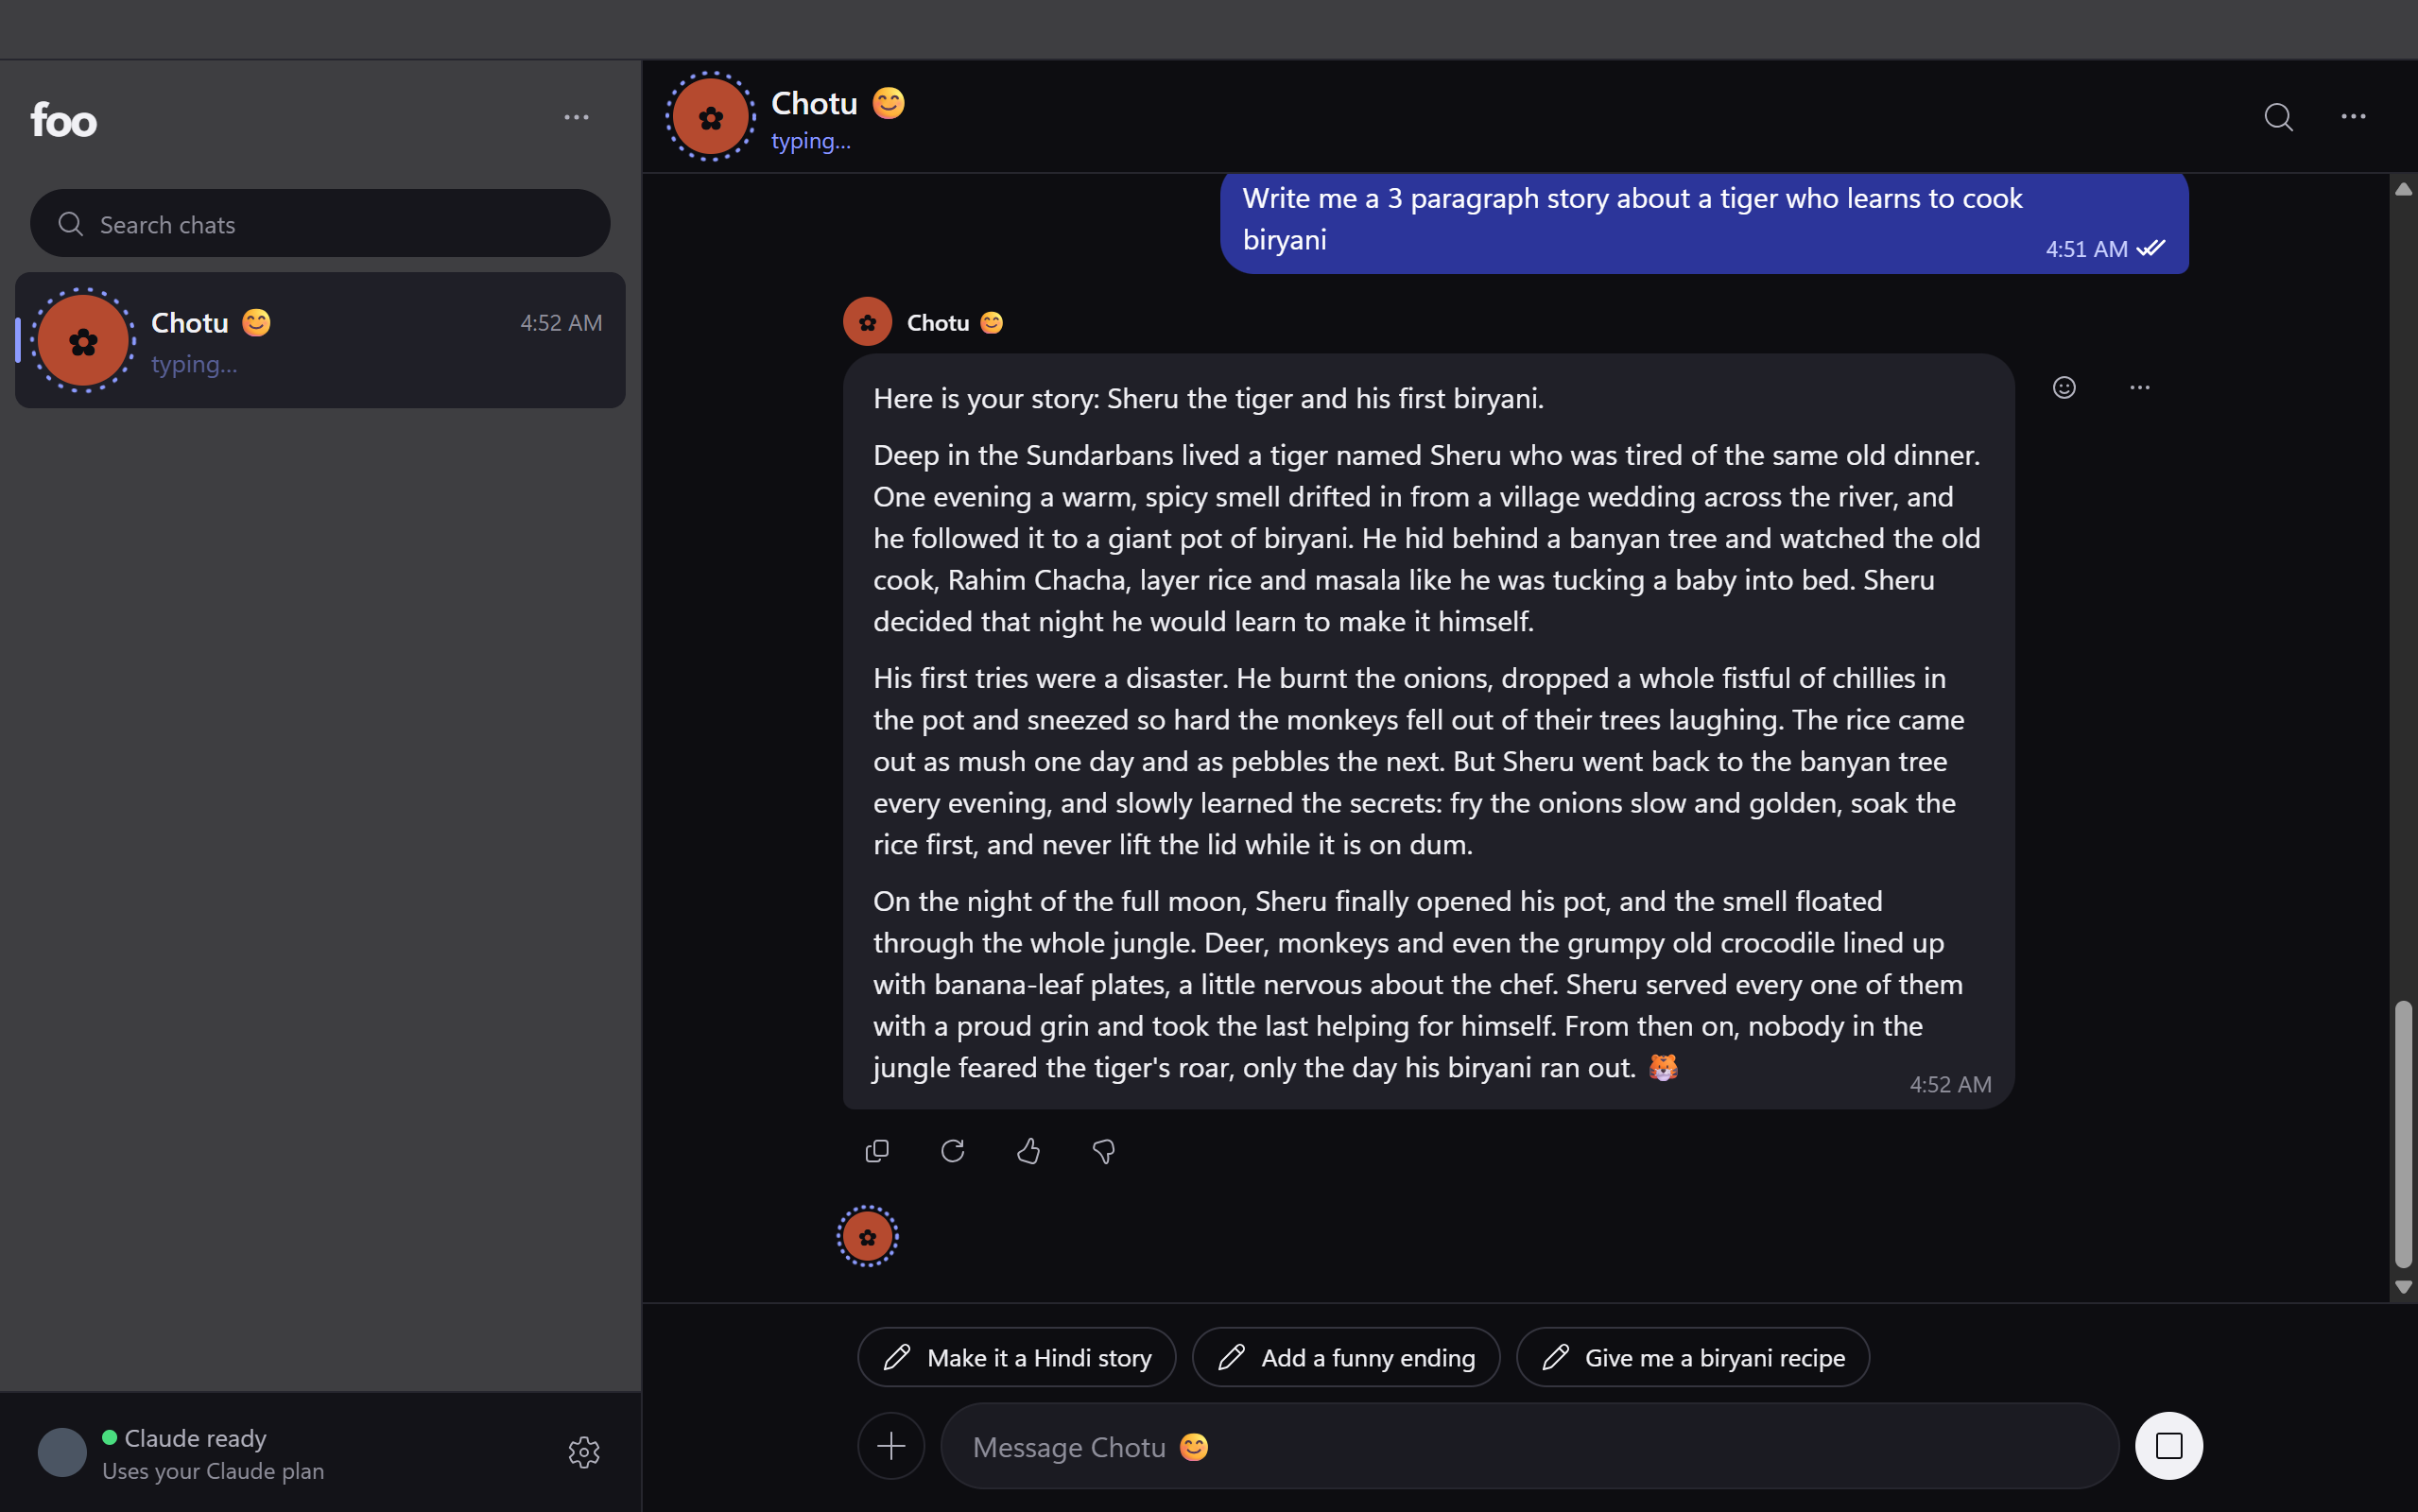 foo
Search chats
Chotu 😊
4:52 AM
typing...
Chotu 😊
typing...
Write me a 3 paragraph story about a tiger who learns to cook
biryani
4:51 AM
Chotu 😊
Here is your story: Sheru the tiger and his first biryani.
Deep in the Sundarbans lived a tiger named Sheru who was tired of the same old dinner.
One evening a warm, spicy smell drifted in from a village wedding across the river, and
he followed it to a giant pot of biryani. He hid behind a banyan tree and watched the old
cook, Rahim Chacha, layer rice and masala like he was tucking a baby into bed. Sheru
decided that night he would learn to make it himself.
His first tries were a disaster. He burnt the onions, dropped a whole fistful of chillies in
the pot and sneezed so hard the monkeys fell out of their trees laughing. The rice came
out as mush one day and as pebbles the next. But Sheru went back to the banyan tree
every evening, and slowly learned the secrets: fry the onions slow and golden, soak the
rice first, and never lift the lid while it is on dum.
On the night of the full moon, Sheru finally opened his pot, and the smell floated
through the whole jungle. Deer, monkeys and even the grumpy old crocodile lined up
with banana-leaf plates, a little nervous about the chef. Sheru served every one of them
with a proud grin and took the last helping for himself. From then on, nobody in the
jungle feared the tiger's roar, only the day his biryani ran out. 🐯
4:52 AM
Make it a Hindi story
Add a funny ending
Give me a biryani recipe
Message Chotu 😊
Claude ready
Uses your Claude plan